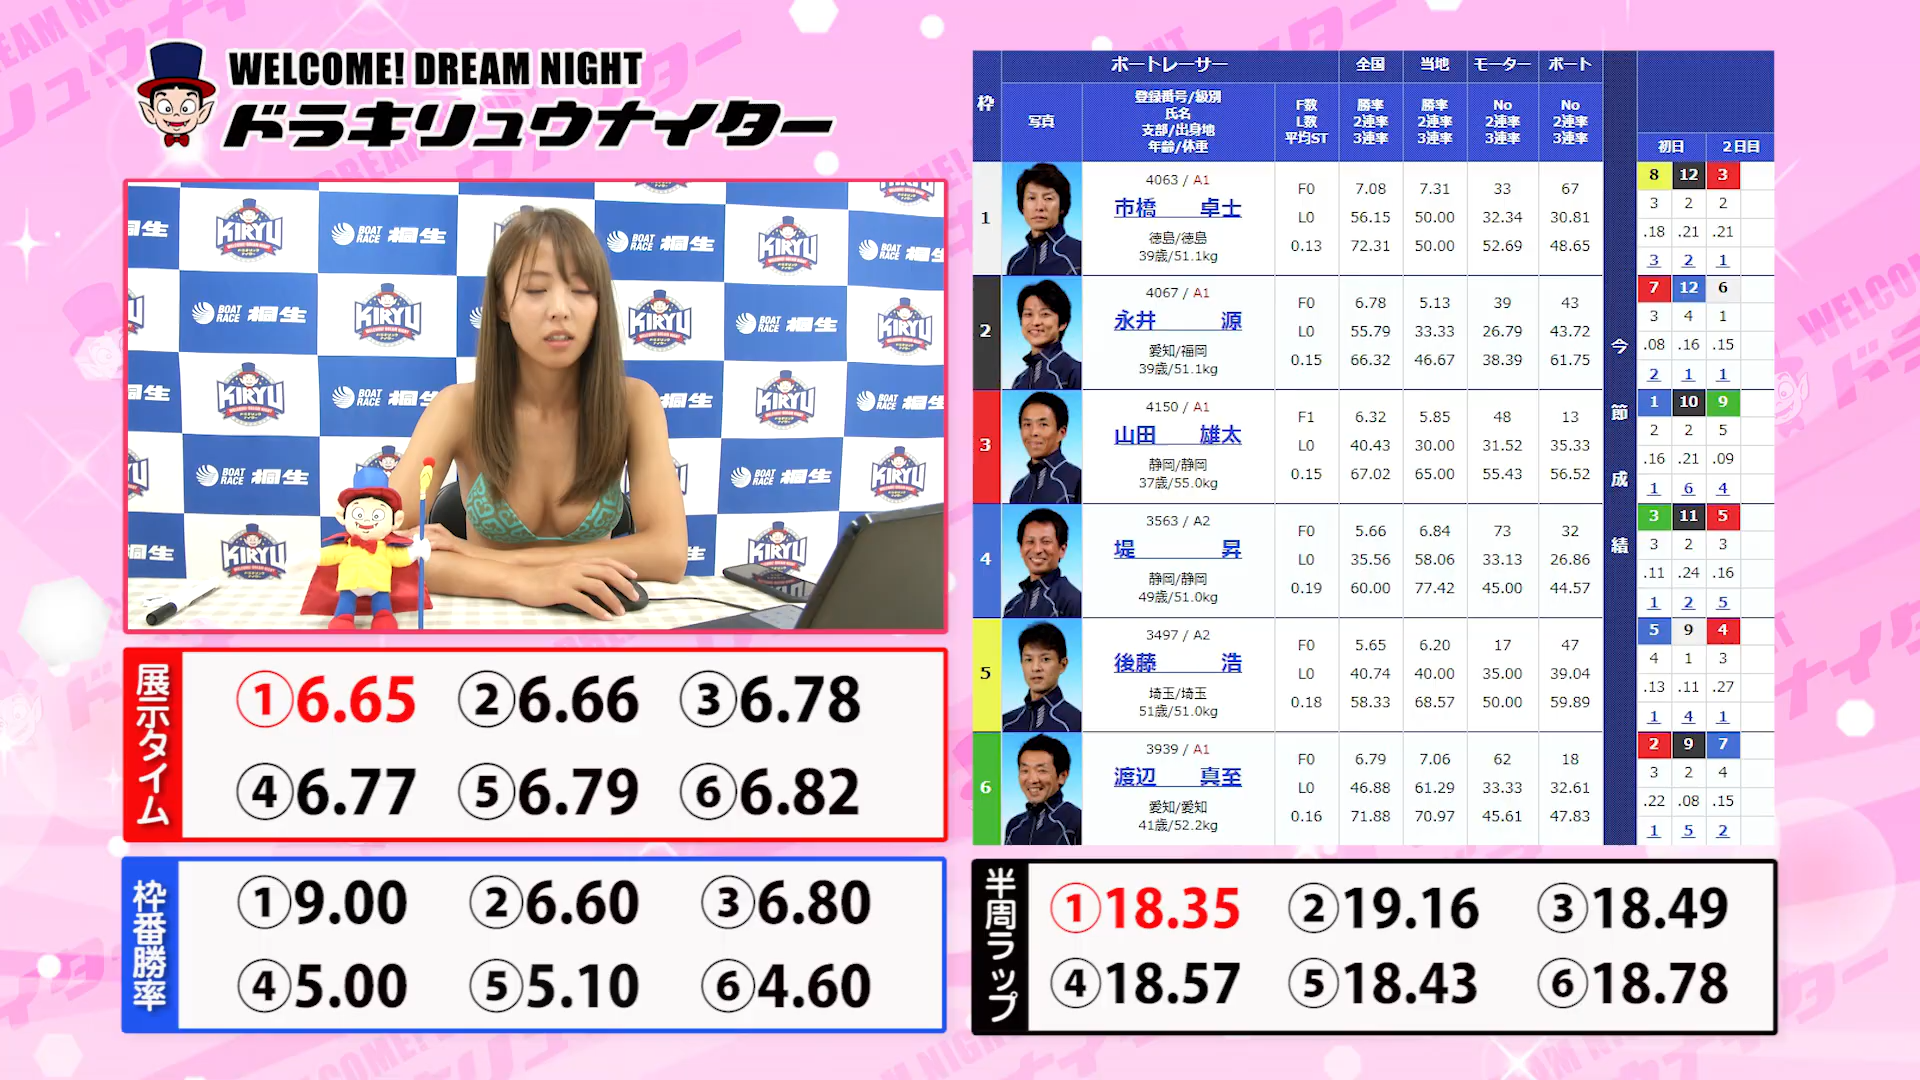 WELCOME! DREAM NIGHT
ドラキリュウナイター
BOAT RACE 桐生
KIRYU
展示タイム
①6.65 ②6.66 ③6.78
④6.77 ⑤6.79 ⑥6.82
枠番勝率
①9.00 ②6.60 ③6.80
④5.00 ⑤5.10 ⑥4.60
枠 ボートレーサー 全国 当地 モーター ボート
写真
登録番号/級別
氏名
支部/出身地
年齢/体重
F数 勝率 勝率 No No
L数 2連率 2連率 2連率 2連率
平均ST 3連率 3連率 3連率 3連率
初日 2日目
今節成績
1
4063 / A1
市橋 卓士
徳島/徳島
39歳/51.1kg
F0 7.08 7.31 33 67
L0 56.15 50.00 32.34 30.81
0.13 72.31 50.00 52.69 48.65
8 12 3
3 2 2
.18 .21 .21
3 2 1
2
4067 / A1
永井 源
愛知/福岡
39歳/51.1kg
F0 6.78 5.13 39 43
L0 55.79 33.33 26.79 43.72
0.15 66.32 46.67 38.39 61.75
7 12 6
3 4 1
.08 .16 .15
2 1 1
3
4150 / A1
山田 雄太
静岡/静岡
37歳/55.0kg
F1 6.32 5.85 48 13
L0 40.43 30.00 31.52 35.33
0.15 67.02 65.00 55.43 56.52
1 10 9
2 2 5
.16 .21 .09
1 6 4
4
3563 / A2
堤 昇
静岡/静岡
49歳/51.0kg
F0 5.66 6.84 73 32
L0 35.56 58.06 33.13 26.86
0.19 60.00 77.42 45.00 44.57
3 11 5
3 2 3
.11 .24 .16
1 2 5
5
3497 / A2
後藤 浩
埼玉/埼玉
51歳/51.0kg
F0 5.65 6.20 17 47
L0 40.74 40.00 35.00 39.04
0.18 58.33 68.57 50.00 59.89
5 9 4
4 1 3
.13 .11 .27
1 4 1
6
3939 / A1
渡辺 真至
愛知/愛知
41歳/52.2kg
F0 6.79 7.06 62 18
L0 46.88 61.29 33.33 32.61
0.16 71.88 70.97 45.61 47.83
2 9 7
3 2 4
.22 .08 .15
1 5 2
半周ラップ
①18.35 ②19.16 ③18.49
④18.57 ⑤18.43 ⑥18.78